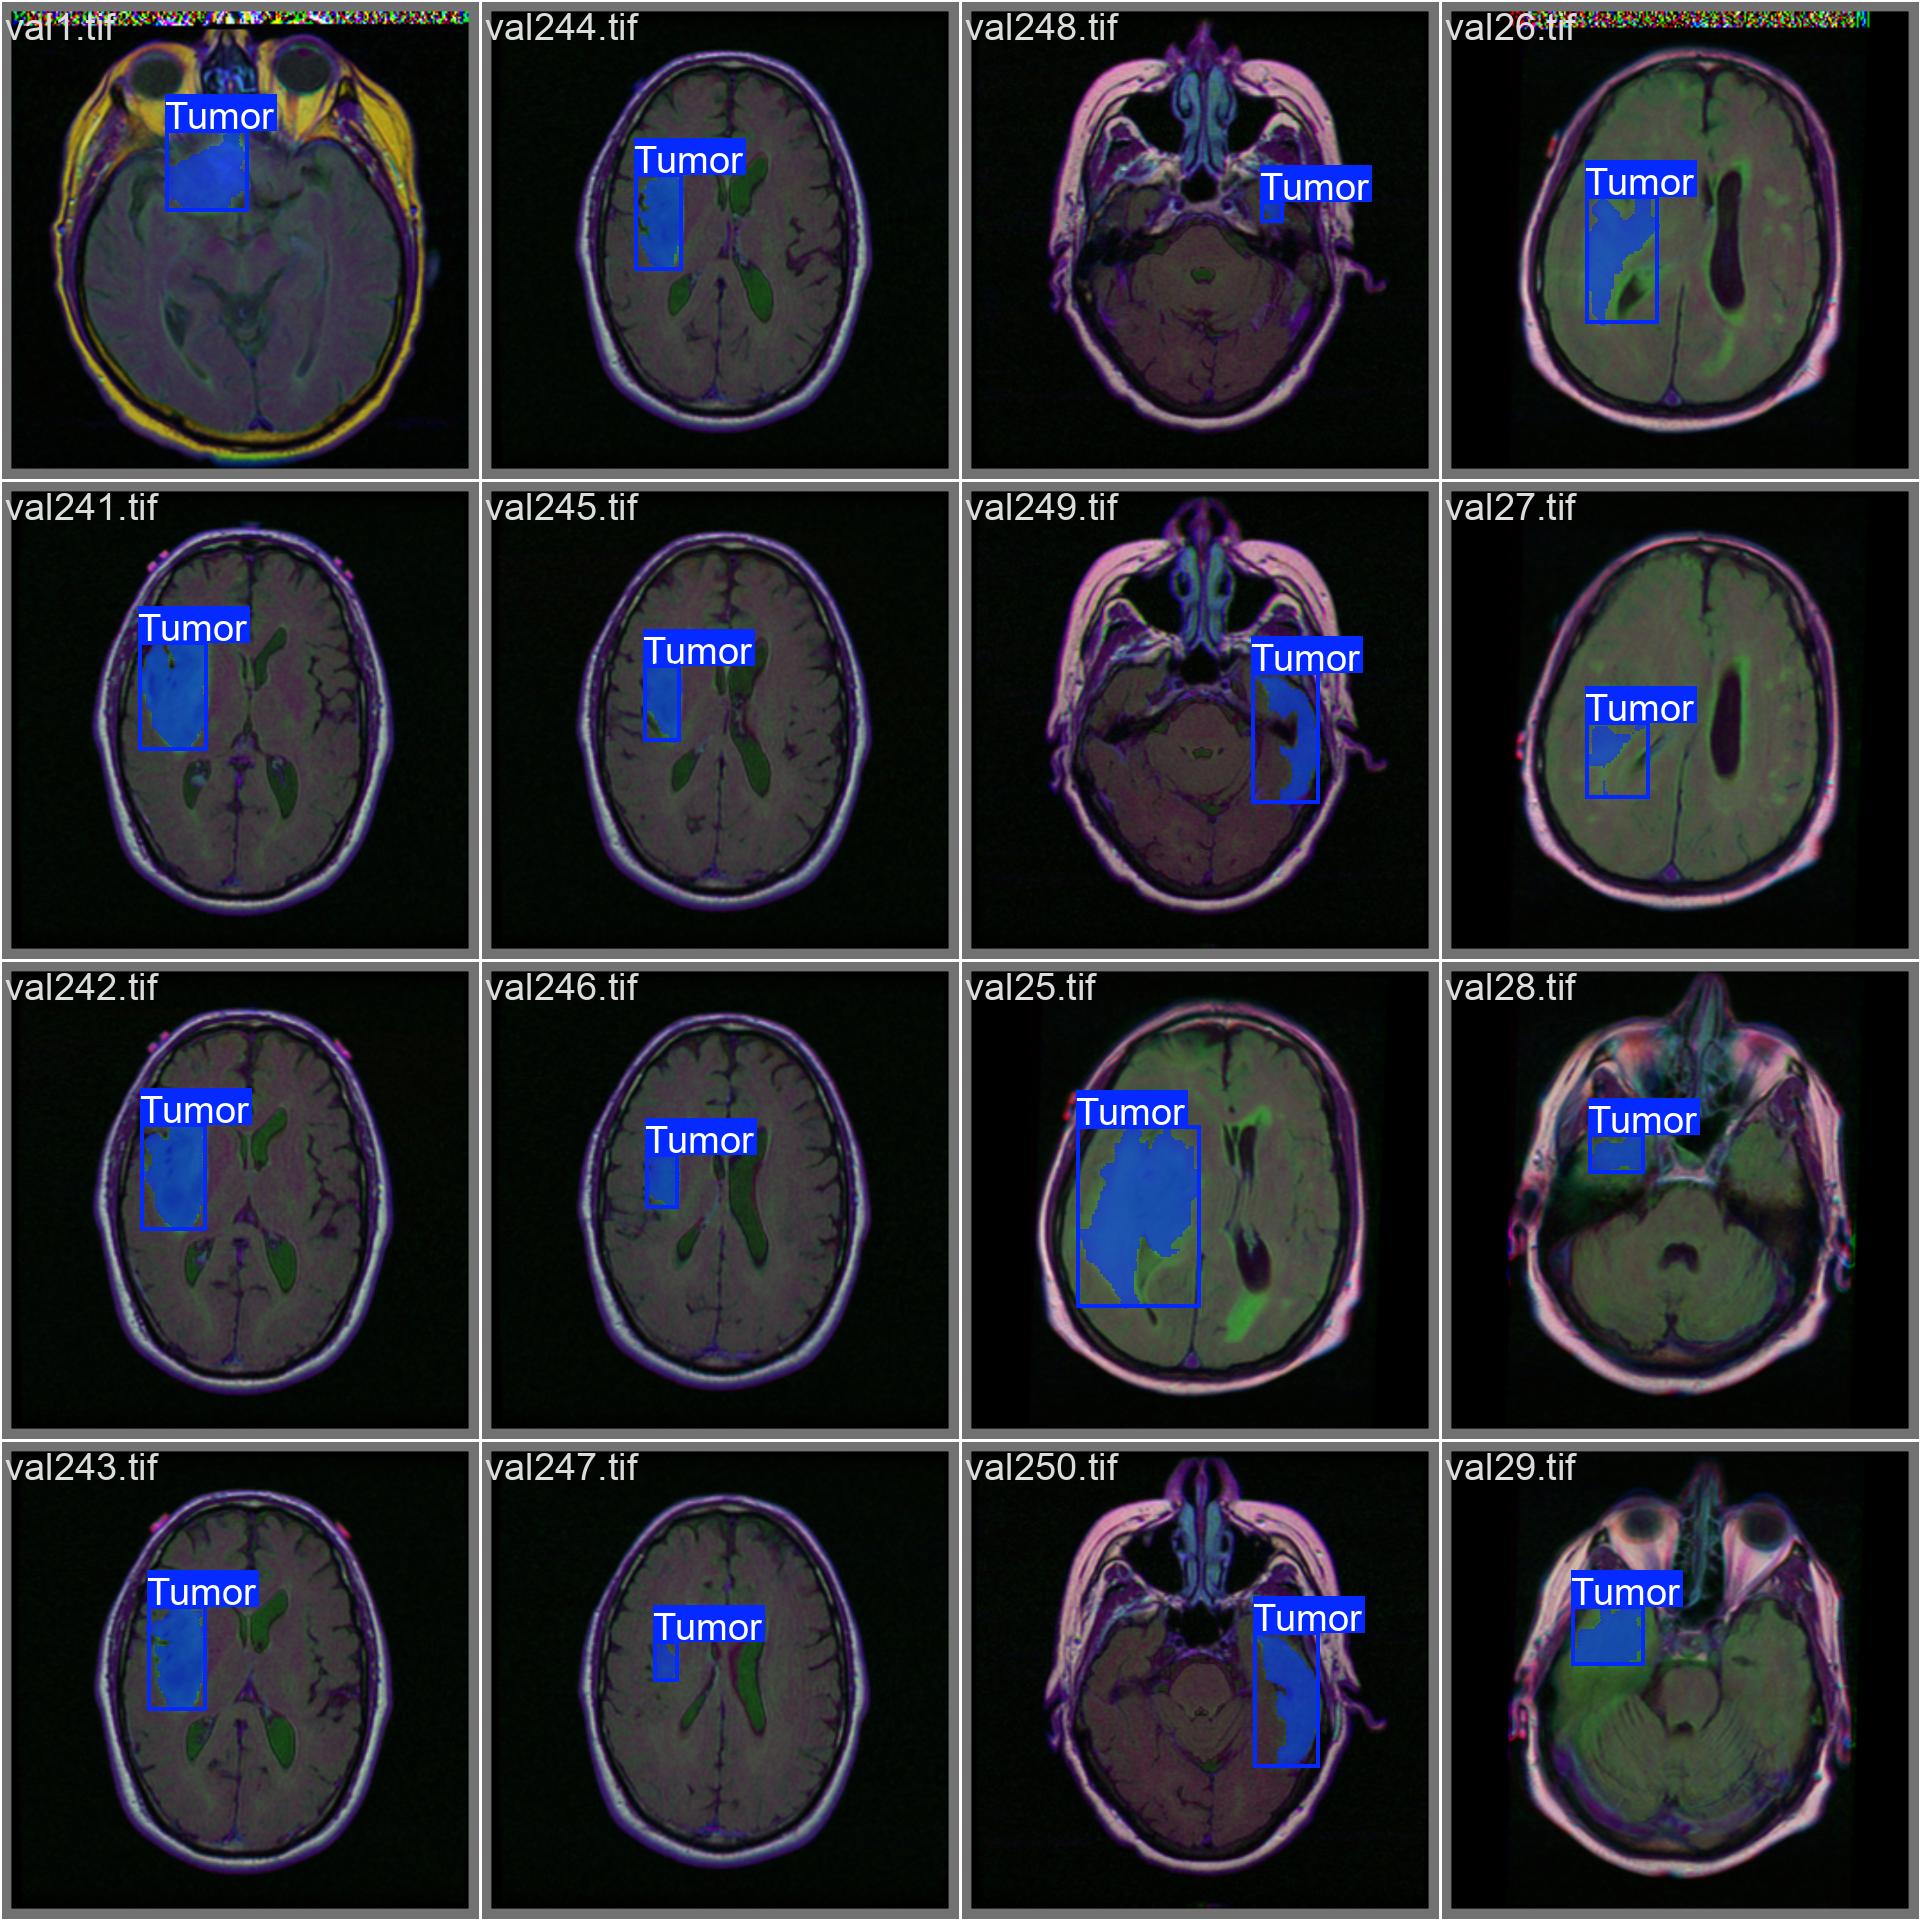 val1.tif
Tumor
val244.tif
Tumor
val248.tif
Tumor
val26.tif
Tumor
val241.tif
Tumor
val245.tif
Tumor
val249.tif
Tumor
val27.tif
Tumor
val242.tif
Tumor
val246.tif
Tumor
val25.tif
Tumor
val28.tif
Tumor
val243.tif
Tumor
val247.tif
Tumor
val250.tif
Tumor
val29.tif
Tumor